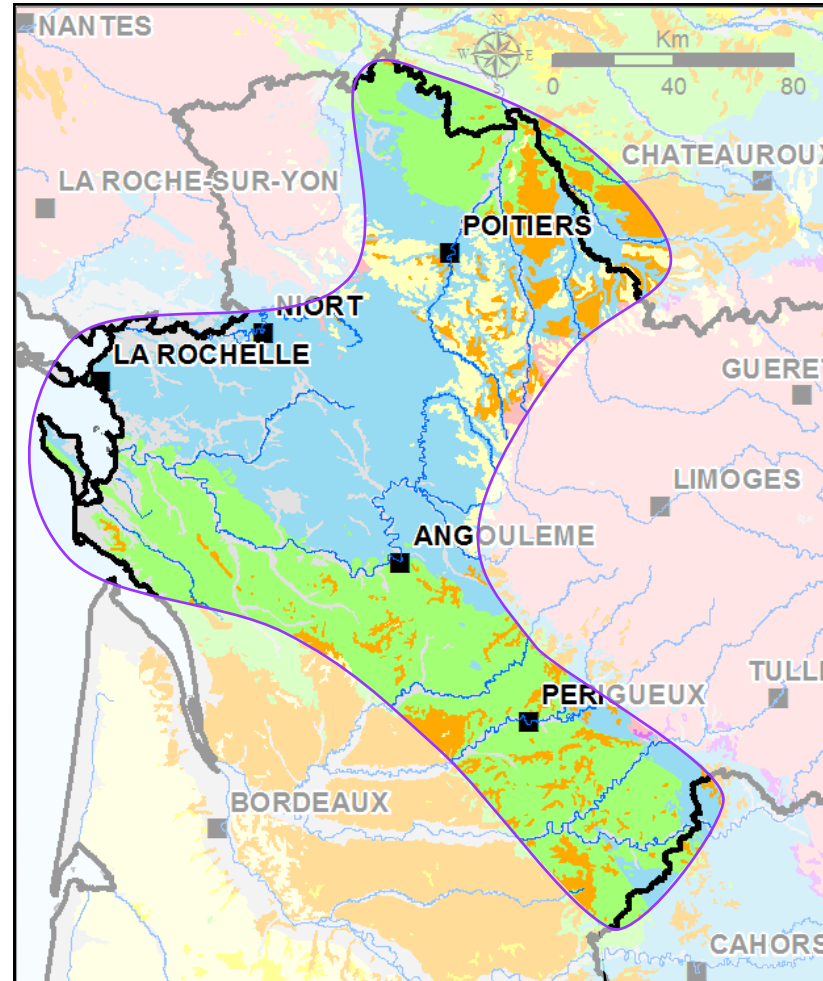 NANTES
N
W
E
S
Km
0
40
80
CHATEAUROUX
LA ROCHE-SUR-YON
POITIERS
NIORT
LA ROCHELLE
GUERET
LIMOGES
ANGOULEME
TULLE
PERIGUEUX
BORDEAUX
CAHORS